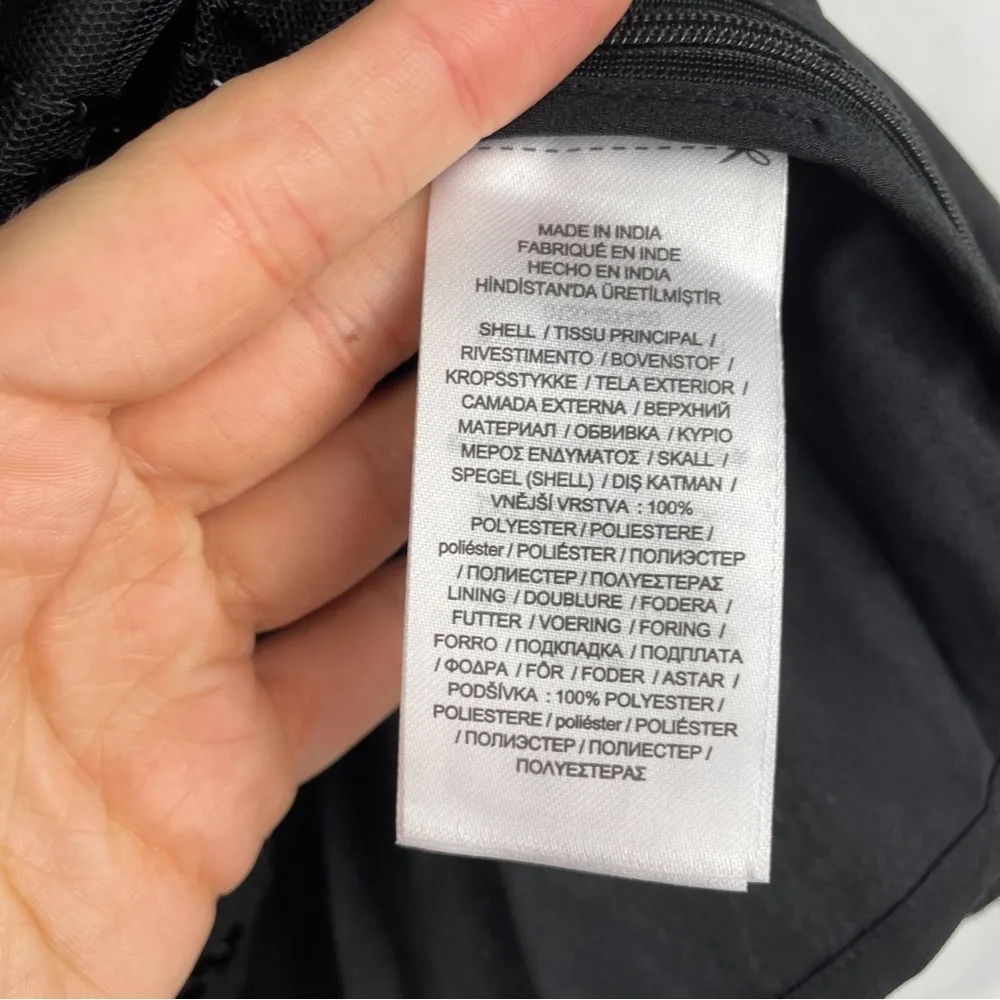 MADE IN INDIA
FABRIQUÉ EN INDE
HECHO EN INDIA
HİNDİSTAN'DA ÜRETİLMİŞTİR
SHELL / TISSU PRINCIPAL /
RIVESTIMENTO / BOVENSTOF /
KROPSSTYKKE / TELA EXTERIOR /
CAMADA EXTERNA / ВЕРХНИЙ
МАТЕРИАЛ / ОБВИВКА / ΚΥΡΙΟ
ΜΕΡΟΣ ΕΝΔΥΜΑΤΟΣ / SKALL /
SPEGEL (SHELL) / DIŞ KATMAN /
VNĚJŠÍ VRSTVA : 100%
POLYESTER / POLIESTERE /
poliéster / POLIÉSTER / ПОЛИЭСТЕР
/ ПОЛИЕСТЕР / ΠΟΛΥΕΣΤΕΡΑΣ
LINING / DOUBLURE / FODERA /
FUTTER / VOERING / FORING /
FORRO / ПОДКЛАДКА / ПОДПЛАТА
/ ΦΟΔΡΑ / FÔR / FODER / ASTAR /
PODŠÍVKA : 100% POLYESTER /
POLIESTERE / poliéster / POLIÉSTER
/ ПОЛИЭСТЕР / ПОЛИЕСТЕР /
ΠΟΛΥΕΣΤΕΡΑΣ